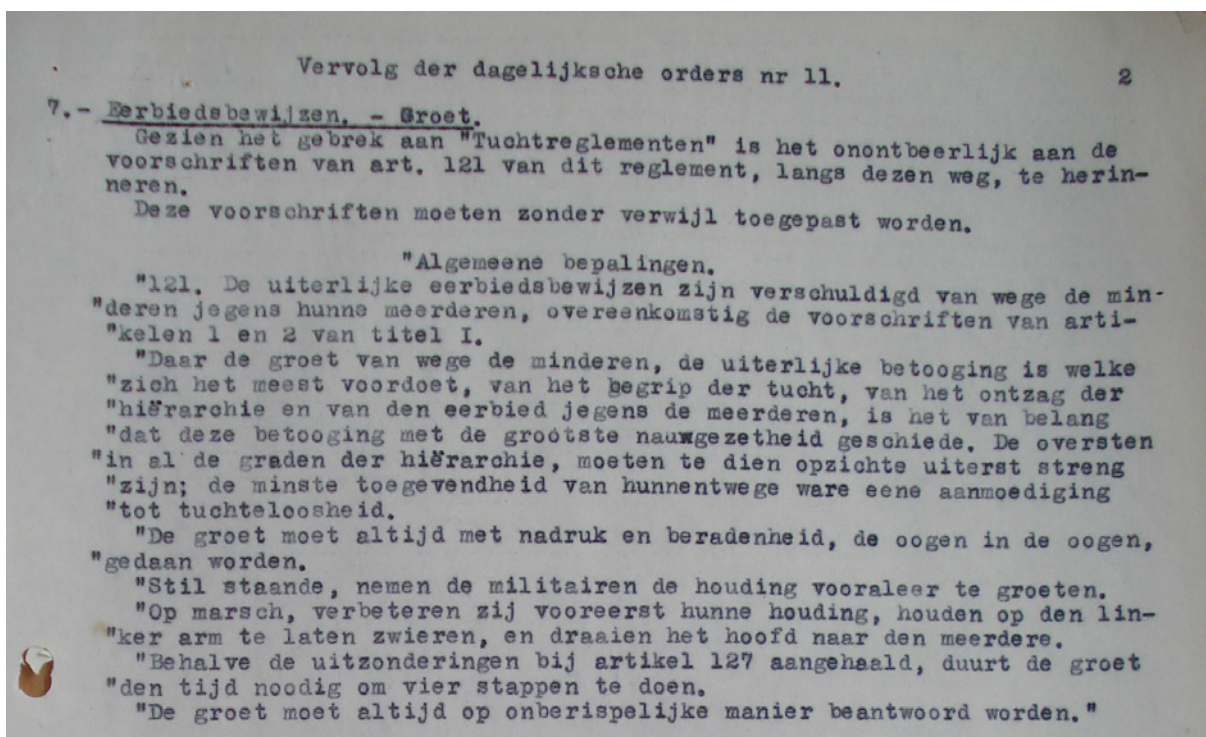 Vervolg der dagelijksche orders nr 11. 2
7.- Eerbiedsbewijzen. - Groet.
Gezien het gebrek aan "Tuchtreglementen" is het onontbeerlijk aan de
voorschriften van art. 121 van dit reglement, langs dezen weg, te herin-
neren.
Deze voorschriften moeten zonder verwijl toegepast worden.
"Algemeene bepalingen.
"121. De uiterlijke eerbiedsbewijzen zijn verschuldigd van wege de min-
"deren jegens hunne meerderen, overeenkomstig de voorschriften van arti-
"kelen 1 en 2 van titel I.
"Daar de groet van wege de minderen, de uiterlijke betooging is welke
"zich het meest voordoet, van het begrip der tucht, van het ontzag der
"hiërarchie en van den eerbied jegens de meerderen, is het van belang
"dat deze betooging met de grootste nauwgezetheid geschiede. De oversten
"in al de graden der hiërarchie, moeten te dien opzichte uiterst streng
"zijn; de minste toegevendheid van hunnentwege ware eene aanmoediging
"tot tuchteloosheid.
"De groet moet altijd met nadruk en beradenheid, de oogen in de oogen,
"gedaan worden.
"Stil staande, nemen de militairen de houding vooraleer te groeten.
"Op marsch, verbeteren zij vooreerst hunne houding, houden op den lin-
"ker arm te laten zwieren, en draaien het hoofd naar den meerdere.
"Behalve de uitzonderingen bij artikel 127 aangehaald, duurt de groet
"den tijd noodig om vier stappen te doen.
"De groet moet altijd op onberispelijke manier beantwoord worden."